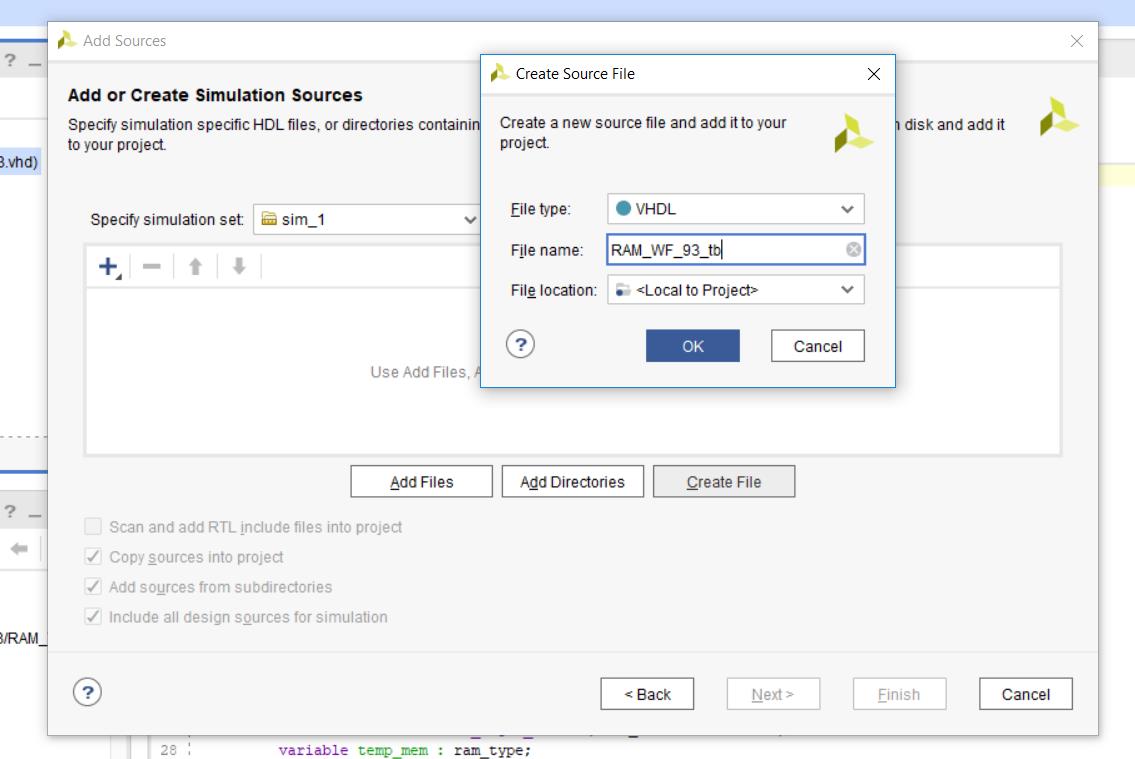 Add Sources
? _
Create Source File
Add or Create Simulation Sources
Specify simulation specific HDL files, or directories containin
n disk and add it
to your project.
Create a new source file and add it to your
project.
3.vhd)
Specify simulation set: sim_1
File type: VHDL
File name: RAM_WF_93_tb
File location: <Local to Project>
? OK Cancel
Use Add Files, A
Add Files Add Directories Create File
? _
Scan and add RTL include files into project
Copy sources into project
Add sources from subdirectories
Include all design sources for simulation
3/RAM_
? < Back Next > Finish Cancel
28 variable temp_mem : ram_type;